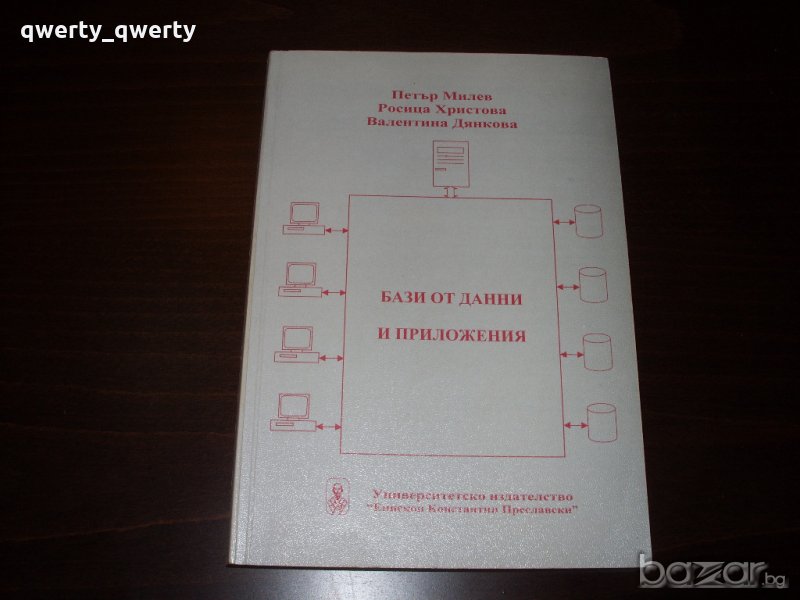 qwerty_qwerty
Петър Милев
Росица Христова
Валентина Дянкова
БАЗИ ОТ ДАННИ
И ПРИЛОЖЕНИЯ
Университетско издателство
"Епископ Константин Преславски"
bazar.bg